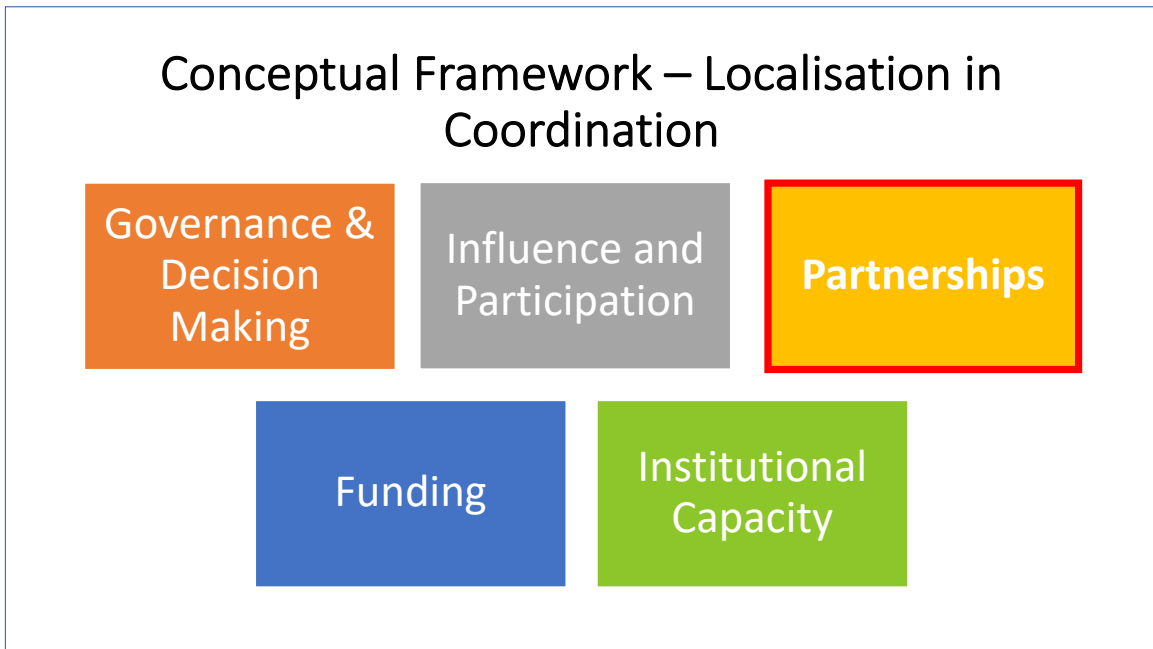 Conceptual Framework – Localisation in
Coordination
Governance &
Decision
Making
Influence and
Participation
Partnerships
Funding
Institutional
Capacity